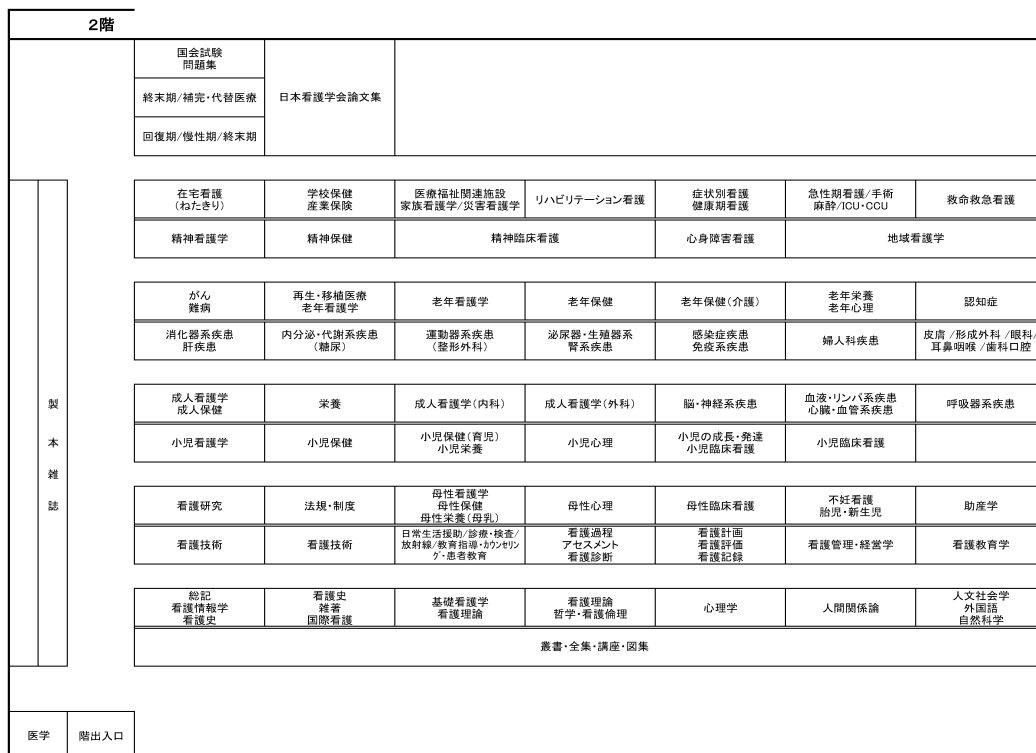 2階
国会試験
問題集
終末期/補完・代替医療
回復期/慢性期/終末期
日本看護学会論文集
製本雑誌
在宅看護
(ねたきり)
学校保健
産業保険
医療福祉関連施設
家族看護学/災害看護学
リハビリテーション看護
症状別看護
健康期看護
急性期看護/手術
麻酔/ICU・CCU
救命救急看護
精神看護学
精神保健
精神臨床看護
心身障害看護
地域看護学
がん
難病
再生・移植医療
老年看護学
老年看護学
老年保健
老年保健(介護)
老年栄養
老年心理
認知症
消化器系疾患
肝疾患
内分泌・代謝系疾患
(糖尿)
運動器系疾患
(整形外科)
泌尿器・生殖器系
腎系疾患
感染症疾患
免疫系疾患
婦人科疾患
皮膚/形成外科/眼科/
耳鼻咽喉/歯科口腔
成人看護学
成人保健
栄養
成人看護学(内科)
成人看護学(外科)
脳・神経系疾患
血液・リンパ系疾患
心臓・血管系疾患
呼吸器系疾患
小児看護学
小児保健
小児保健(育児)
小児栄養
小児心理
小児の成長・発達
小児臨床看護
小児臨床看護
看護研究
法規・制度
母性看護学
母性保健
母性栄養(母乳)
母性心理
母性臨床看護
不妊看護
胎児・新生児
助産学
看護技術
看護技術
日常生活援助/診療・検査/
放射線/教育指導・カウンセリン
グ・患者教育
看護過程
アセスメント
看護診断
看護計画
看護評価
看護記録
看護管理・経営学
看護教育学
総記
看護情報学
看護史
看護史
雑著
国際看護
基礎看護学
看護理論
看護理論
哲学・看護倫理
心理学
人間関係論
人文社会学
外国語
自然科学
叢書・全集・講座・図集
医学
階出入口